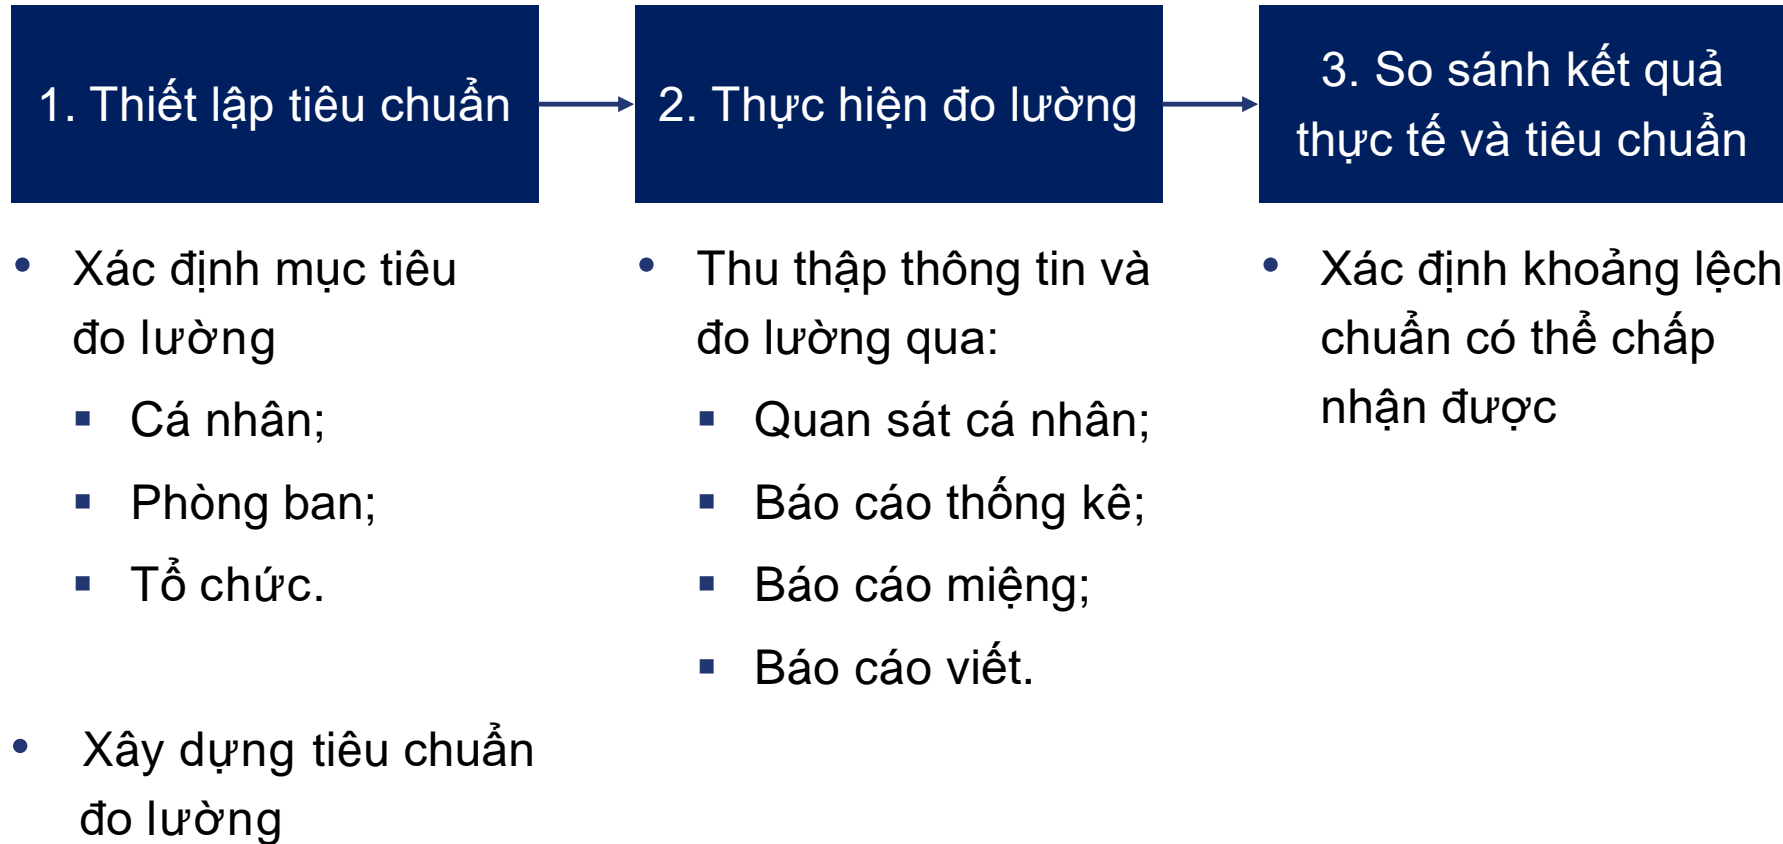 1. Thiết lập tiêu chuẩn
2. Thực hiện đo lường
3. So sánh kết quả
thực tế và tiêu chuẩn
• Xác định mục tiêu
đo lường
▪ Cá nhân;
▪ Phòng ban;
▪ Tổ chức.
• Xây dựng tiêu chuẩn
đo lường
• Thu thập thông tin và
đo lường qua:
▪ Quan sát cá nhân;
▪ Báo cáo thống kê;
▪ Báo cáo miệng;
▪ Báo cáo viết.
• Xác định khoảng lệch
chuẩn có thể chấp
nhận được